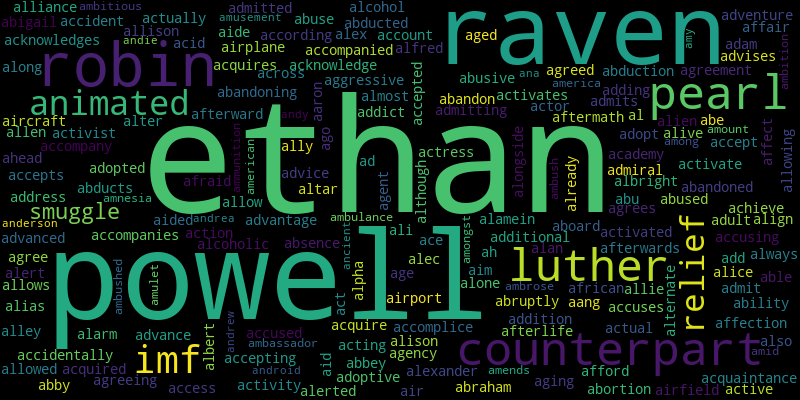 alliance ambitious admitted alcohol
abigail accident actually amusement abuse abducted raven amy aged adventure
acknowledges allison andie aide according alex account alfred adam affair
robin acid airplane accompanied agreed abduction agreement advises ambition
along acquires acknowledge abusive ana america
across aggressive accepted activates adding pearl
abandoning almost abandon actor admits
animated afterward aaron addict admitting aftermath al alien abe amount
aircraft alter andy ago
allen activist ammunition american ally actress alongside adopt alive among accept affect allowing
accompany ethan ad already academy
ahead adopted afraid advice agent although ambush admiral activate
accepts abducts albright abandoned
address amnesia allow altar abu abused achieve
smuggle aided andrea advantage ambulance alamein agrees adult align
anderson action ali amongst additional aboard activated accusing
advanced accompanies alcoholic absence ancient ace ah alan afterwards relief add always
agree powell alec luther
alert ambushed amulet alpha age aim alone ambrose african allie alternate alice able
allows airport abruptly aang accuses admit ability
alias act addition actual affection
alley alarm advance andrew accused acquire accomplice afterlife also
albert ambassador acting alison counterpart amid
accidentally imf accepting aid abbey agency
allowed acquired android adoptive alexander amends afford acquaintance
abby agreeing access activity alerted air abraham aging abortion airfield active